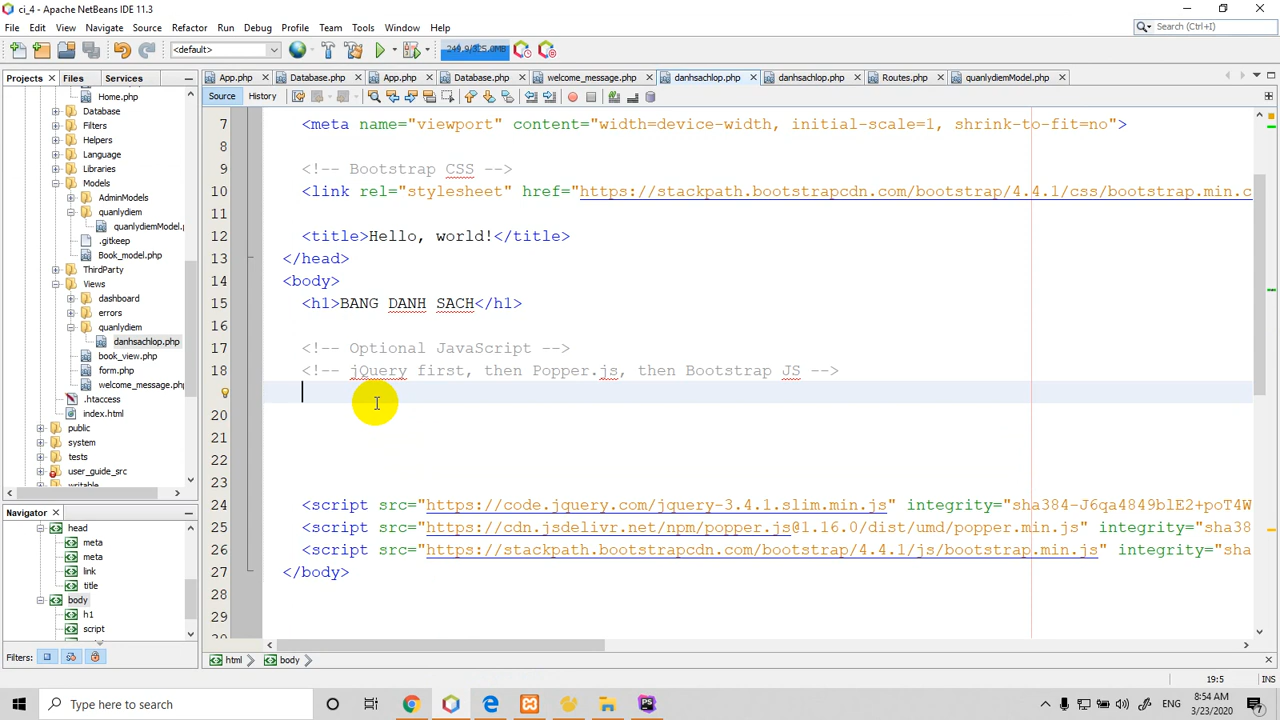 ci_4 - Apache NetBeans IDE 11.3
File Edit View Navigate Source Refactor Run Debug Profile Team Tools Window Help
Search (Ctrl+I)
<default>
249.9/325.0MB
Projects Files Services
App.php Database.php App.php Database.php welcome_message.php danhsachlop.php danhsachlop.php Routes.php quanlydiemModel.php
Source History
Home.php
Database
Filters
Helpers
Language
Libraries
Models
AdminModels
quanlydiem
quanlydiemModel.p
.gitkeep
Book_model.php
ThirdParty
Views
dashboard
errors
quanlydiem
danhsachlop.php
book_view.php
form.php
welcome_message.php
.htaccess
index.html
public
system
tests
user_guide_src
writable
Navigator
head
meta
meta
link
title
body
h1
script
Filters:
7 <meta name="viewport" content="width=device-width, initial-scale=1, shrink-to-fit=no">
8
9 <!-- Bootstrap CSS -->
10 <link rel="stylesheet" href="https://stackpath.bootstrapcdn.com/bootstrap/4.4.1/css/bootstrap.min.c
11
12 <title>Hello, world!</title>
13 </head>
14 <body>
15 <h1>BANG DANH SACH</h1>
16
17 <!-- Optional JavaScript -->
18 <!-- jQuery first, then Popper.js, then Bootstrap JS -->
20
21
22
23
24 <script src="https://code.jquery.com/jquery-3.4.1.slim.min.js" integrity="sha384-J6qa4849blE2+poT4W
25 <script src="https://cdn.jsdelivr.net/npm/popper.js@1.16.0/dist/umd/popper.min.js" integrity="sha38
26 <script src="https://stackpath.bootstrapcdn.com/bootstrap/4.4.1/js/bootstrap.min.js" integrity="sha
27 </body>
28
29
html body
19:5 INS
Type here to search
ENG
8:54 AM
3/23/2020
7